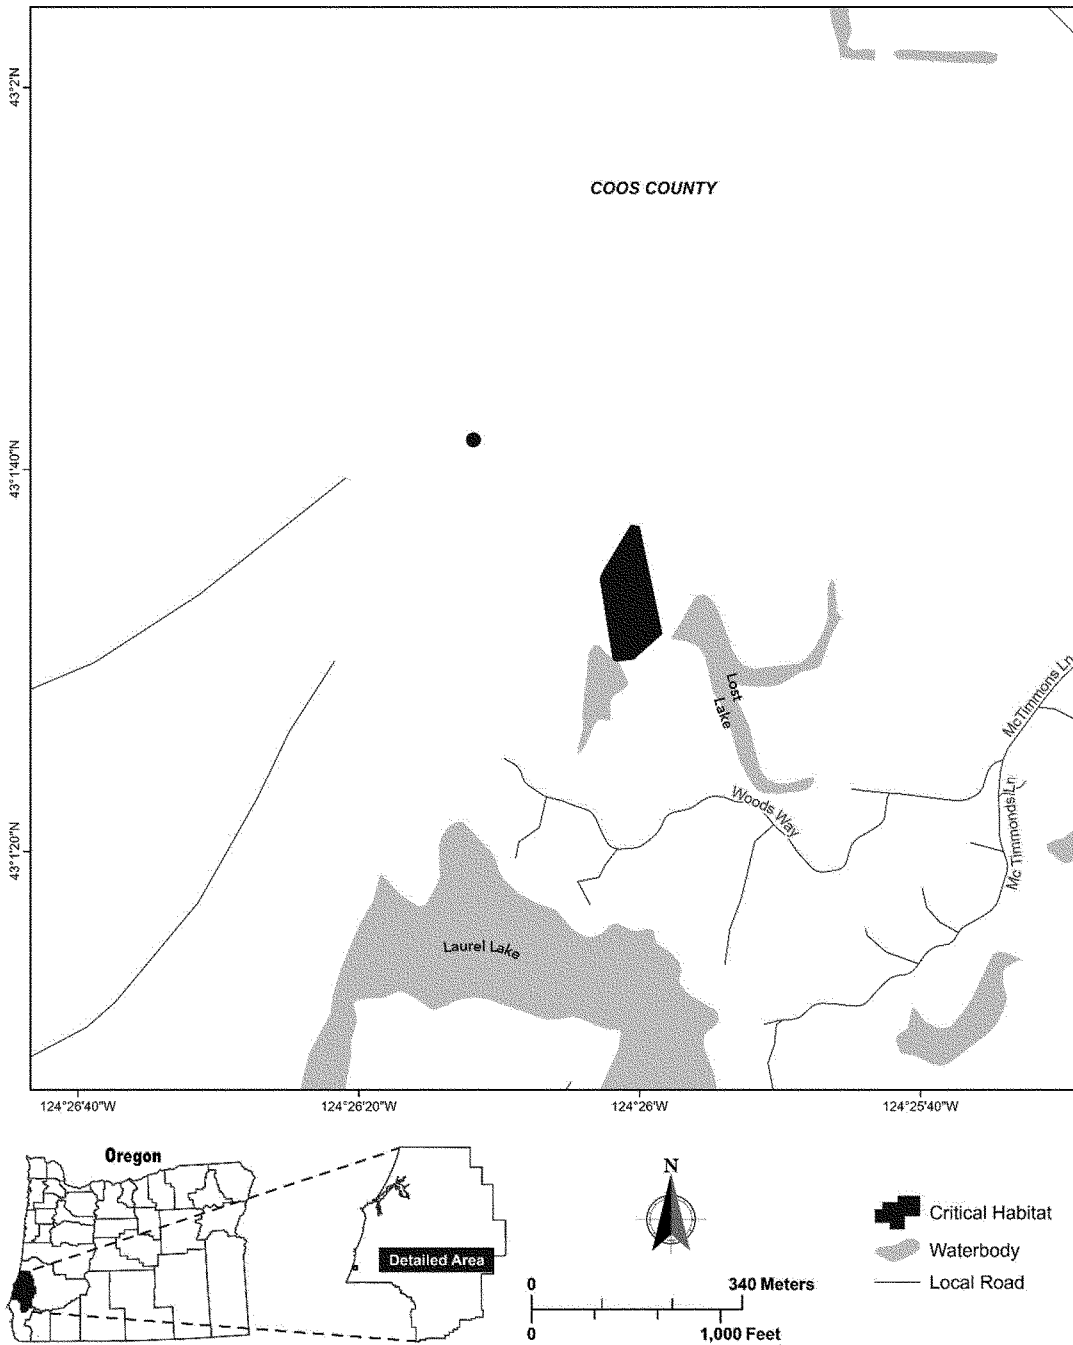 43°2'N
COOS COUNTY
43°1'40"N
McTimmons Ln
Lost
Lake
Woods Way
Mc Timmonds Ln
43°1'20"N
Laurel Lake
124°26'40"W
124°26'20"W
124°26'W
124°25'40"W
Oregon
N
Detailed Area
Critical Habitat
Waterbody
Local Road
0
340 Meters
0
1,000 Feet